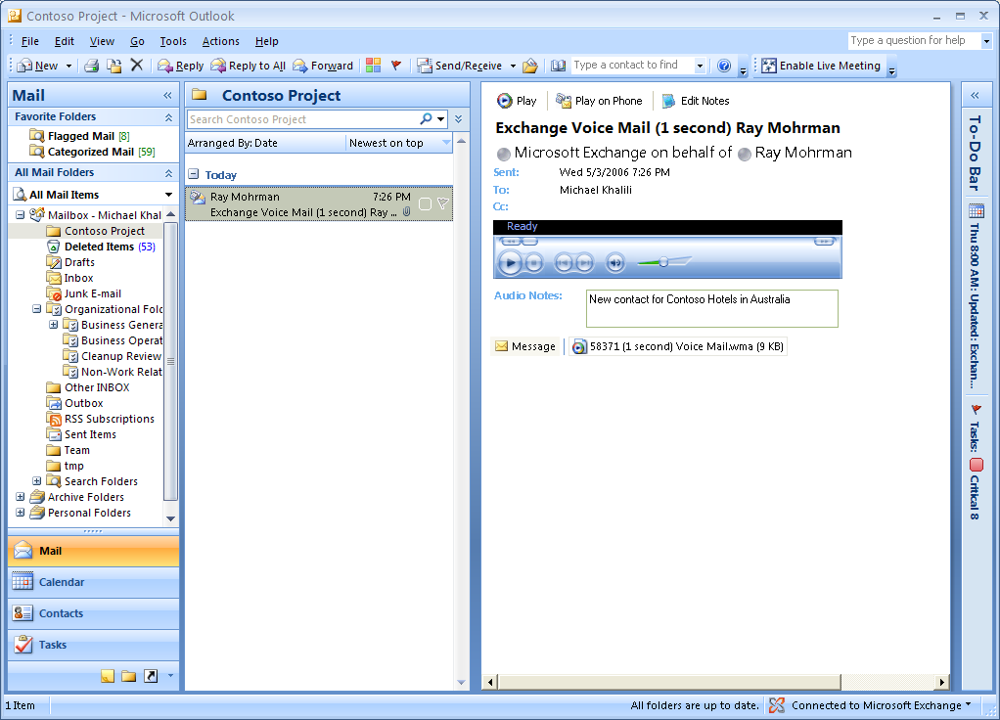 Contoso Project - Microsoft Outlook
File Edit View Go Tools Actions Help
Type a question for help
New Reply Reply to All Forward Send/Receive Type a contact to find Enable Live Meeting
Mail
Favorite Folders
Flagged Mail [8]
Categorized Mail [59]
All Mail Folders
All Mail Items
Mailbox - Michael Khal
Contoso Project
Deleted Items (53)
Drafts
Inbox
Junk E-mail
Organizational Fold
Business Genera
Business Operat
Cleanup Review
Non-Work Relat
Other INBOX
Outbox
RSS Subscriptions
Sent Items
Team
tmp
Search Folders
Archive Folders
Personal Folders
Mail
Calendar
Contacts
Tasks
Contoso Project
Search Contoso Project
Arranged By: Date Newest on top
Today
Ray Mohrman 7:26 PM
Exchange Voice Mail (1 second) Ray ...
Play Play on Phone Edit Notes
Exchange Voice Mail (1 second) Ray Mohrman
Microsoft Exchange on behalf of Ray Mohrman
Sent: Wed 5/3/2006 7:26 PM
To: Michael Khalili
Cc:
Ready
Audio Notes: New contact for Contoso Hotels in Australia
Message 58371 (1 second) Voice Mail.wma (9 KB)
To-Do Bar
Thu 8:00 AM: Updated: Exchan...
Tasks: Critical 8
1 Item
All folders are up to date. Connected to Microsoft Exchange